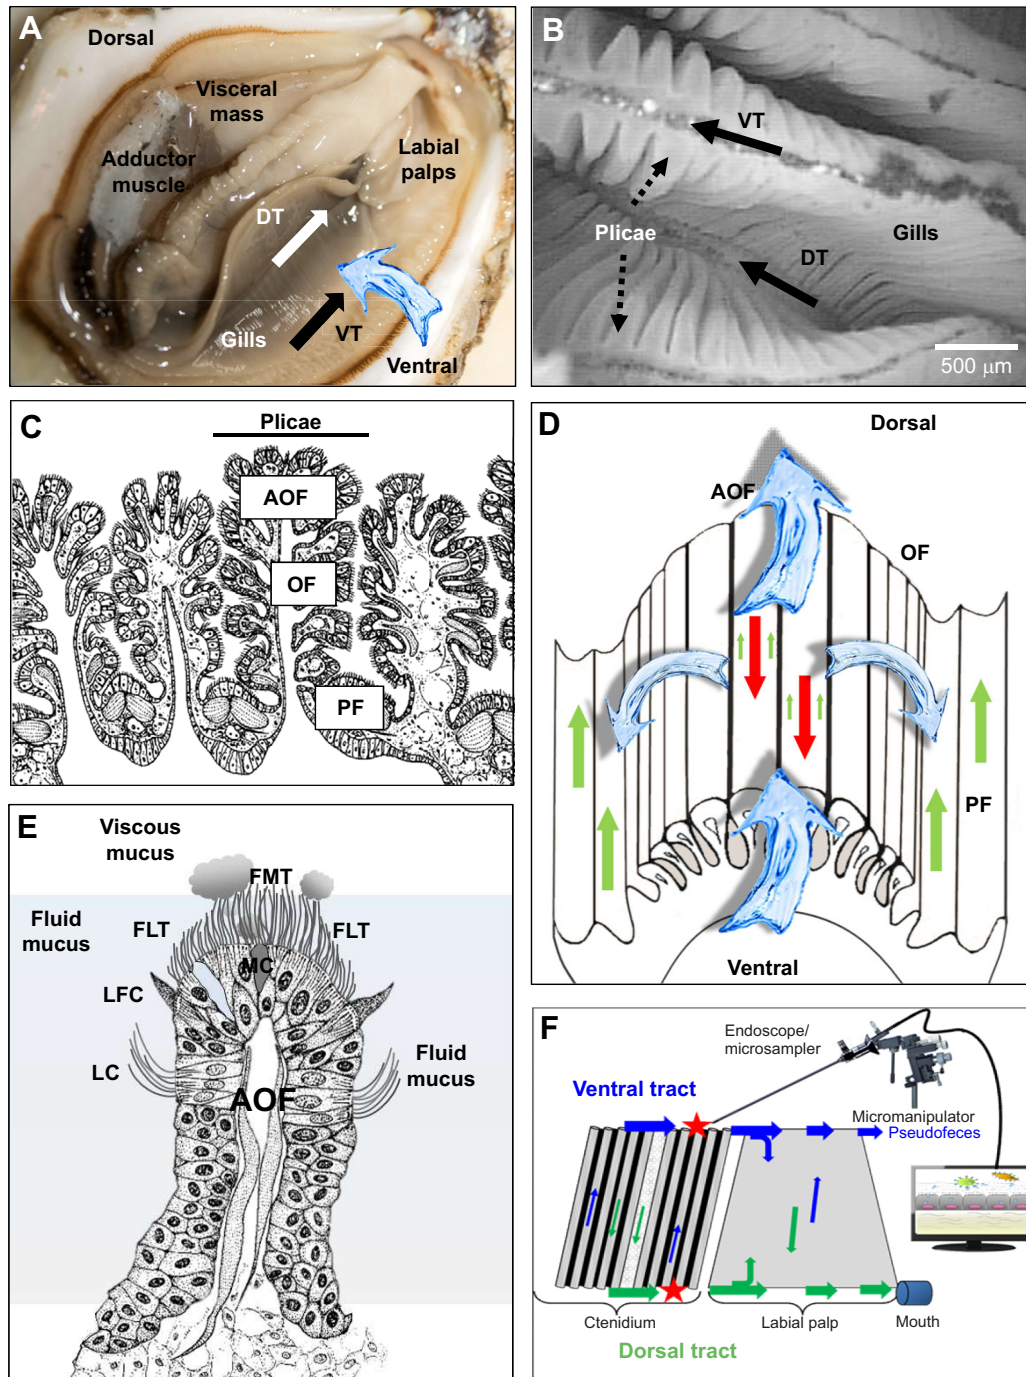 A
Dorsal
Visceral
mass
Adductor
muscle
Labial
palps
DT
Gills
VT
Ventral
B
VT
Plicae
Gills
DT
500 μm
C
Plicae
AOF
OF
PF
D
Dorsal
AOF
OF
PF
Ventral
E
Viscous
mucus
FMT
Fluid
mucus
FLT
FLT
MC
LFC
LC
Fluid
mucus
AOF
F
Endoscope/
microsampler
Ventral tract
Micromanipulator
Pseudofeces
Ctenidium
Labial palp
Mouth
Dorsal tract